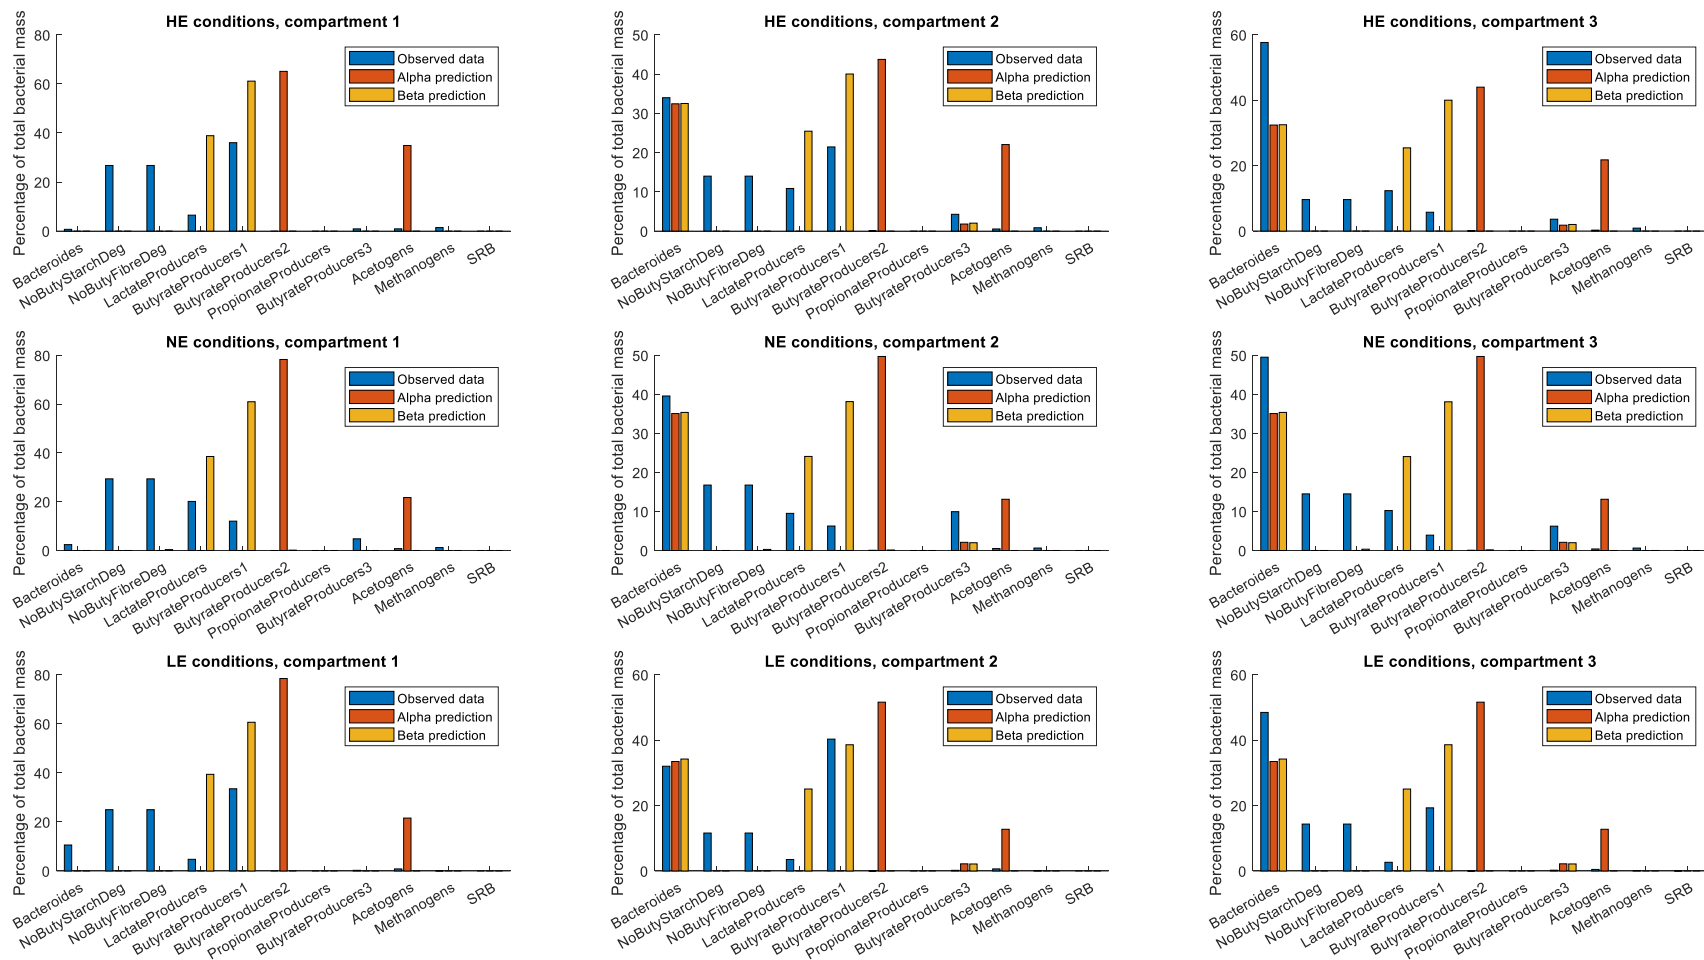 HE conditions, compartment 1
Percentage of total bacterial mass
80
60
40
20
0
Observed data
Alpha prediction
Beta prediction
Bacteroides
NoButyStarchDeg
NoButyFibreDeg
LactateProducers
ButyrateProducers1
ButyrateProducers2
PropionateProducers
ButyrateProducers3
Acetogens
Methanogens
SRB
HE conditions, compartment 2
Percentage of total bacterial mass
50
40
30
20
10
0
Observed data
Alpha prediction
Beta prediction
Bacteroides
NoButyStarchDeg
NoButyFibreDeg
LactateProducers
ButyrateProducers1
ButyrateProducers2
PropionateProducers
ButyrateProducers3
Acetogens
Methanogens
SRB
HE conditions, compartment 3
Percentage of total bacterial mass
60
40
20
0
Observed data
Alpha prediction
Beta prediction
Bacteroides
NoButyStarchDeg
NoButyFibreDeg
LactateProducers
ButyrateProducers1
ButyrateProducers2
PropionateProducers
ButyrateProducers3
Acetogens
Methanogens
SRB
NE conditions, compartment 1
Percentage of total bacterial mass
80
60
40
20
0
Observed data
Alpha prediction
Beta prediction
Bacteroides
NoButyStarchDeg
NoButyFibreDeg
LactateProducers
ButyrateProducers1
ButyrateProducers2
PropionateProducers
ButyrateProducers3
Acetogens
Methanogens
SRB
NE conditions, compartment 2
Percentage of total bacterial mass
50
40
30
20
10
0
Observed data
Alpha prediction
Beta prediction
Bacteroides
NoButyStarchDeg
NoButyFibreDeg
LactateProducers
ButyrateProducers1
ButyrateProducers2
PropionateProducers
ButyrateProducers3
Acetogens
Methanogens
SRB
NE conditions, compartment 3
Percentage of total bacterial mass
50
40
30
20
10
0
Observed data
Alpha prediction
Beta prediction
Bacteroides
NoButyStarchDeg
NoButyFibreDeg
LactateProducers
ButyrateProducers1
ButyrateProducers2
PropionateProducers
ButyrateProducers3
Acetogens
Methanogens
SRB
LE conditions, compartment 1
Percentage of total bacterial mass
80
60
40
20
0
Observed data
Alpha prediction
Beta prediction
Bacteroides
NoButyStarchDeg
NoButyFibreDeg
LactateProducers
ButyrateProducers1
ButyrateProducers2
PropionateProducers
ButyrateProducers3
Acetogens
Methanogens
SRB
LE conditions, compartment 2
Percentage of total bacterial mass
60
40
20
0
Observed data
Alpha prediction
Beta prediction
Bacteroides
NoButyStarchDeg
NoButyFibreDeg
LactateProducers
ButyrateProducers1
ButyrateProducers2
PropionateProducers
ButyrateProducers3
Acetogens
Methanogens
SRB
LE conditions, compartment 3
Percentage of total bacterial mass
60
40
20
0
Observed data
Alpha prediction
Beta prediction
Bacteroides
NoButyStarchDeg
NoButyFibreDeg
LactateProducers
ButyrateProducers1
ButyrateProducers2
PropionateProducers
ButyrateProducers3
Acetogens
Methanogens
SRB